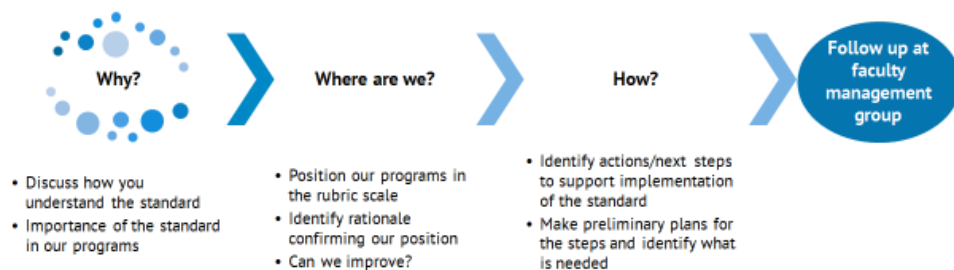 Why?
Where are we?
How?
Follow up at
faculty
management
group
• Discuss how you
understand the standard
• Importance of the standard
in our programs
• Position our programs in
the rubric scale
• Identify rationale
confirming our position
• Can we improve?
• Identify actions/next steps
to support implementation
of the standard
• Make preliminary plans for
the steps and identify what
is needed